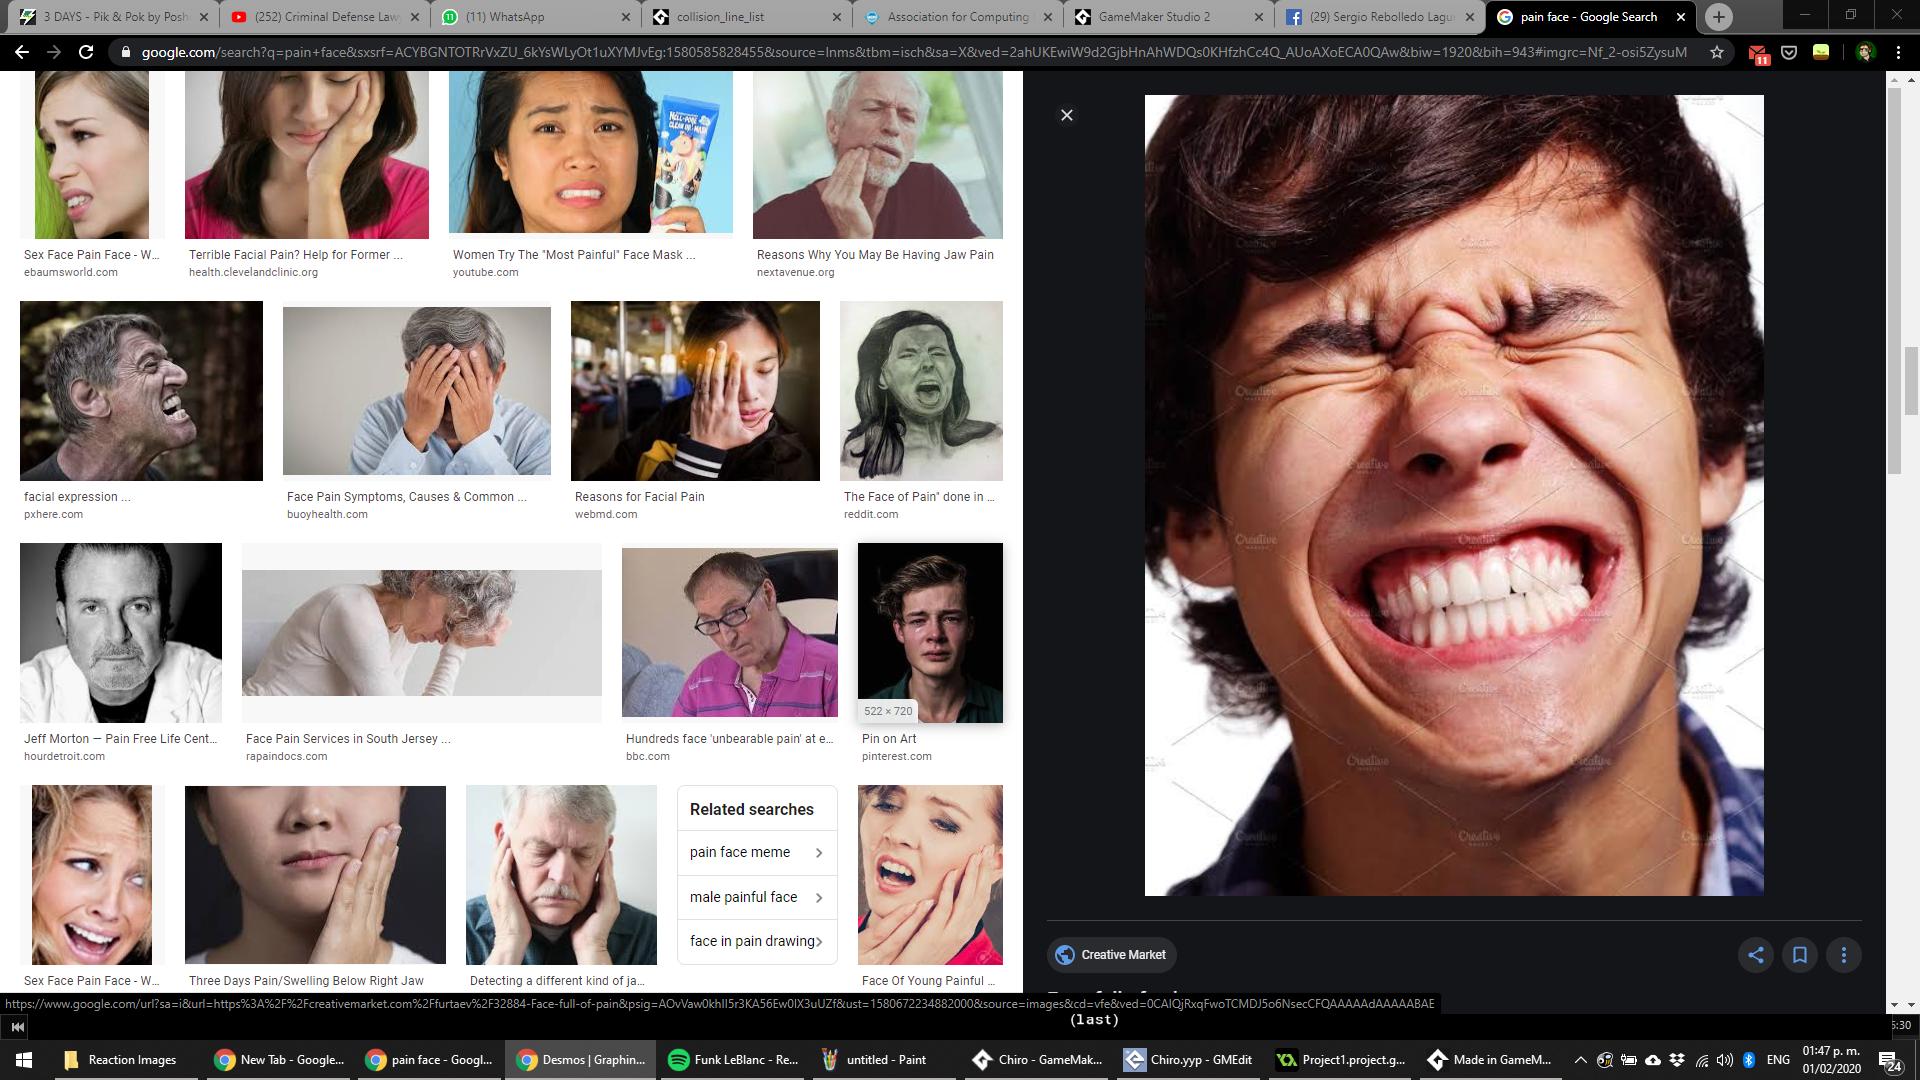 3 DAYS - Pik & Pok by Posh
(252) Criminal Defense Law
(11) WhatsApp
collision_line_list
Association for Computing
GameMaker Studio 2
(29) Sergio Rebolledo Lagu
pain face - Google Search
google.com/search?q=pain+face&sxsrf=ACYBGNTOTRrVxZU_6kYsWLyOt1uXYMJvEg:1580585828455&source=lnms&tbm=isch&sa=X&ved=2ahUKEwiW9d2GjbHnAhWDQs0KHfzhCc4Q_AUoAXoECA0QAw&biw=1920&bih=943#imgrc=Nf_2-osi5ZysuM
11
HELL-PORE
CLEAN UP MASK
Sex Face Pain Face - W...
ebaumsworld.com
Terrible Facial Pain? Help for Former ...
health.clevelandclinic.org
Women Try The "Most Painful" Face Mask ...
youtube.com
Reasons Why You May Be Having Jaw Pain
nextavenue.org
facial expression ...
pxhere.com
Face Pain Symptoms, Causes & Common ...
buoyhealth.com
Reasons for Facial Pain
webmd.com
The Face of Pain" done in ...
reddit.com
522 × 720
Jeff Morton — Pain Free Life Cent...
hourdetroit.com
Face Pain Services in South Jersey ...
rapaindocs.com
Hundreds face 'unbearable pain' at e...
bbc.com
Pin on Art
pinterest.com
Related searches
pain face meme
male painful face
face in pain drawing
Sex Face Pain Face - W...
Three Days Pain/Swelling Below Right Jaw
Detecting a different kind of ja...
Face Of Young Painful ...
Creative Market
https://www.google.com/url?sa=i&url=https%3A%2F%2Fcreativemarket.com%2Ffurtaev%2F32884-Face-full-of-pain&psig=AOvVaw0khII5r3KA56Ew0lX3uUZf&ust=1580672234882000&source=images&cd=vfe&ved=0CAIQjRxqFwoTCMDJ5o6NsecCFQAAAAAdAAAAABAE
(last)
5:30
Reaction Images
New Tab - Google...
pain face - Googl...
Desmos | Graphin...
Funk LeBlanc - Re...
untitled - Paint
Chiro - GameMak...
Chiro.yyp - GMEdit
Project1.project.g...
Made in GameM...
ENG
01:47 p. m.
01/02/2020
24